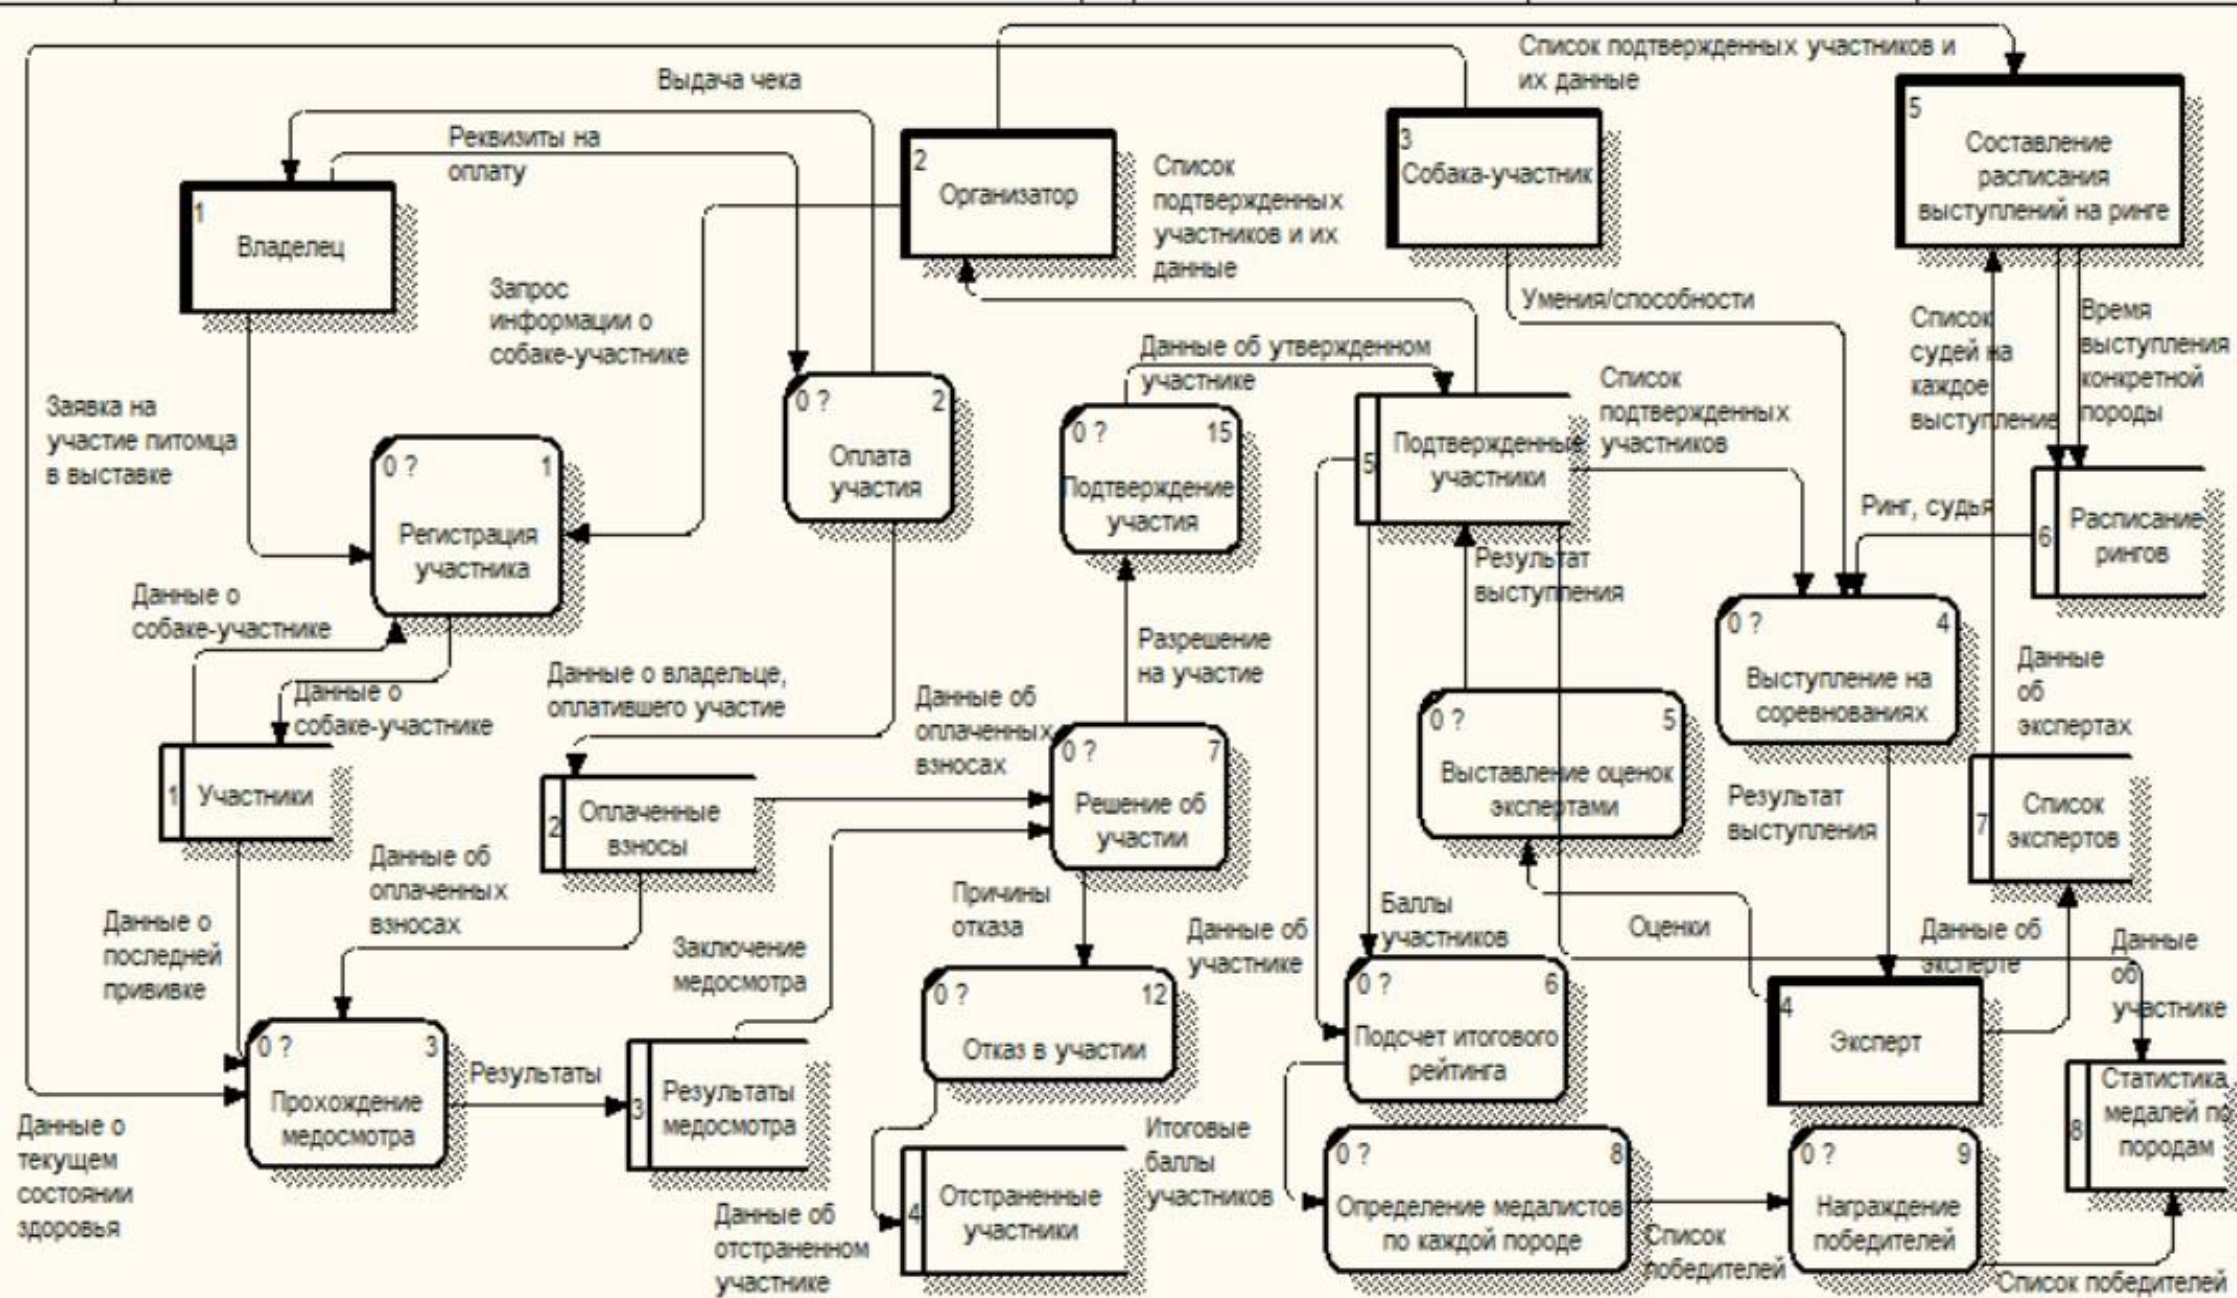 Список подтвержденных участников и
их данные
Выдача чека
Реквизиты на
оплату
1
Владелец
2
Организатор
Список
подтвержденных
участников и их
данные
3
Собака-участник
5
Составление
расписания
выступлений на ринге
Запрос
информации о
собаке-участнике
Умения/способности
Список
судей на
каждое
выступление
Время
выступления
конкретной
породы
Данные об утвержденном
участнике
Заявка на
участие питомца
в выставке
0 ?
1
Регистрация
участника
0 ?
2
Оплата
участия
0 ?
15
Подтверждение
участия
5
Подтвержденные
участники
Список
подтвержденных
участников
Ринг, судья
6
Расписание
рингов
Результат
выступления
Данные о
собаке-участнике
Данные о
собаке-участнике
Данные о владельце,
оплатившего участие
Данные об
оплаченных
взносах
Разрешение
на участие
0 ?
4
Выступление на
соревнованиях
Данные
об
экспертах
1
Участники
2
Оплаченные
взносы
0 ?
7
Решение об
участии
0 ?
5
Выставление оценок
экспертами
Результат
выступления
7
Список
экспертов
Данные об
оплаченных
взносах
Данные о
последней
прививке
Заключение
медосмотра
Причины
отказа
Данные об
участнике
Баллы
участников
Оценки
Данные об
эксперте
Данные
об
участнике
0 ?
3
Прохождение
медосмотра
Результаты
3
Результаты
медосмотра
0 ?
12
Отказ в участии
0 ?
6
Подсчет итогового
рейтинга
4
Эксперт
8
Статистика
медалей по
породам
Данные о
текущем
состоянии
здоровья
Данные об
отстраненном
участнике
4
Отстраненные
участники
Итоговые
баллы
участников
0 ?
8
Определение медалистов
по каждой породе
Список
победителей
0 ?
9
Награждение
победителей
Список победителей